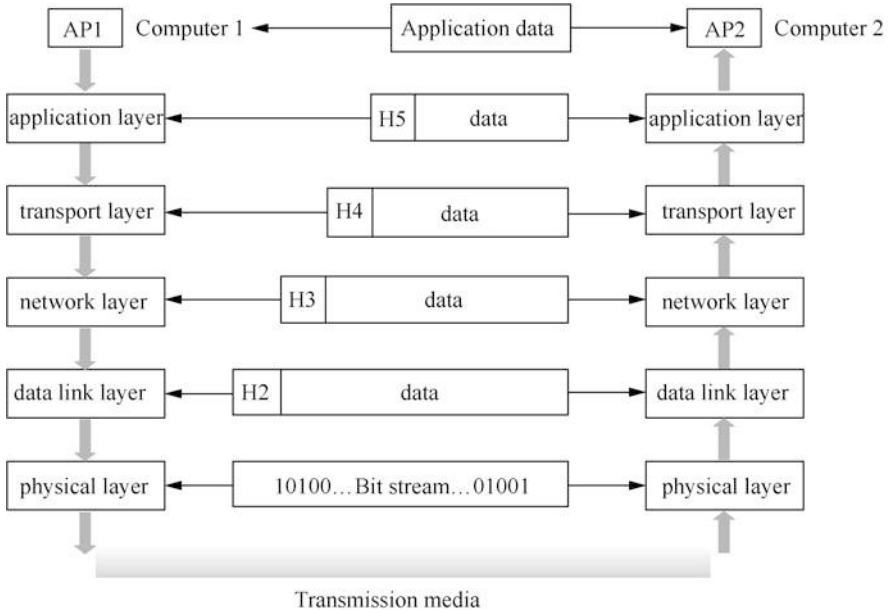 AP1 Computer 1 Application data AP2 Computer 2
application layer H5 data application layer
transport layer H4 data transport layer
network layer H3 data network layer
data link layer H2 data data link layer
physical layer 10100…Bit stream…01001 physical layer
Transmission media